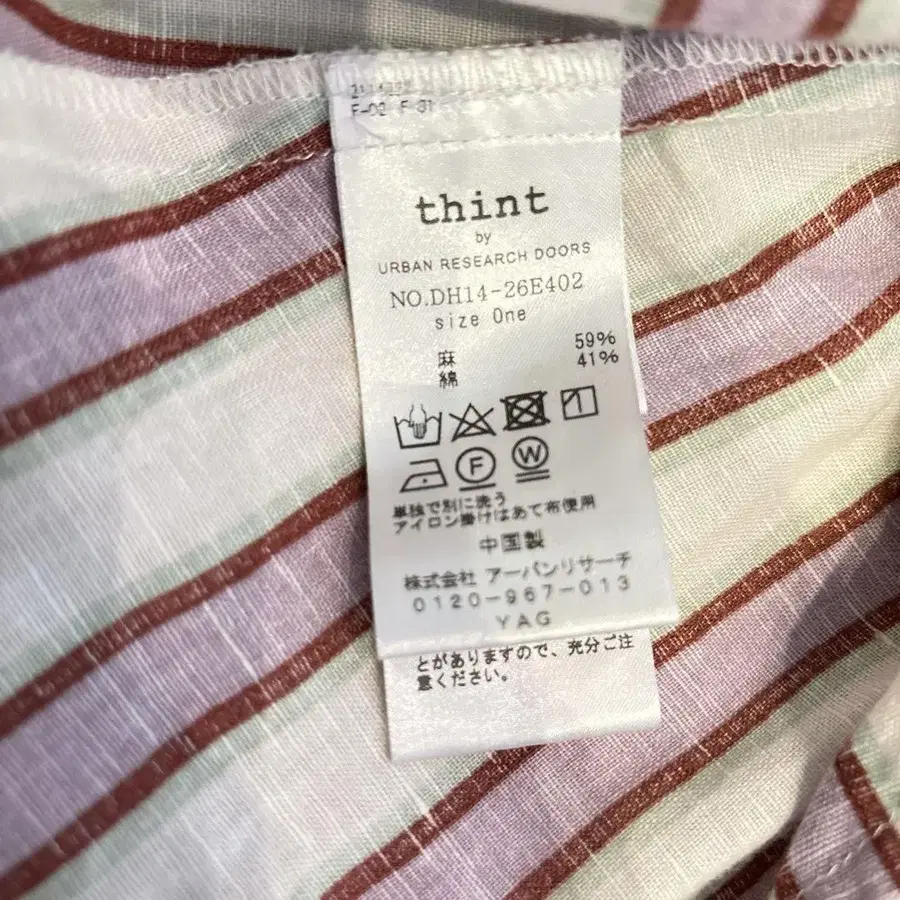 F-02 F-31
thint
by
URBAN RESEARCH DOORS
NO.DH14-26E402
size One
麻 59%
綿 41%
F W
単独で別に洗う
アイロン掛けはあて布使用
中国製
株式会社 アーバンリサーチ
0120-967-013
YAG
とがありますので、充分ご注
意ください。